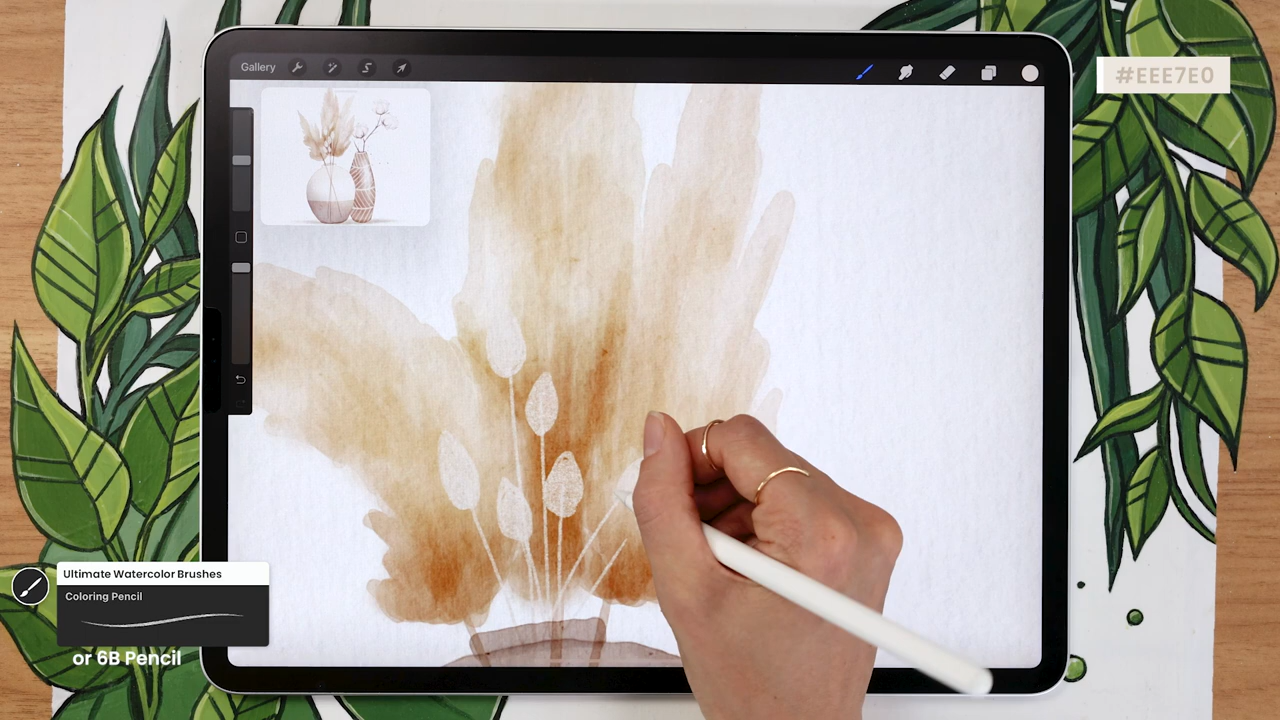 Gallery
#EEE7E0
Ultimate Watercolor Brushes
Coloring Pencil
or 6B Pencil